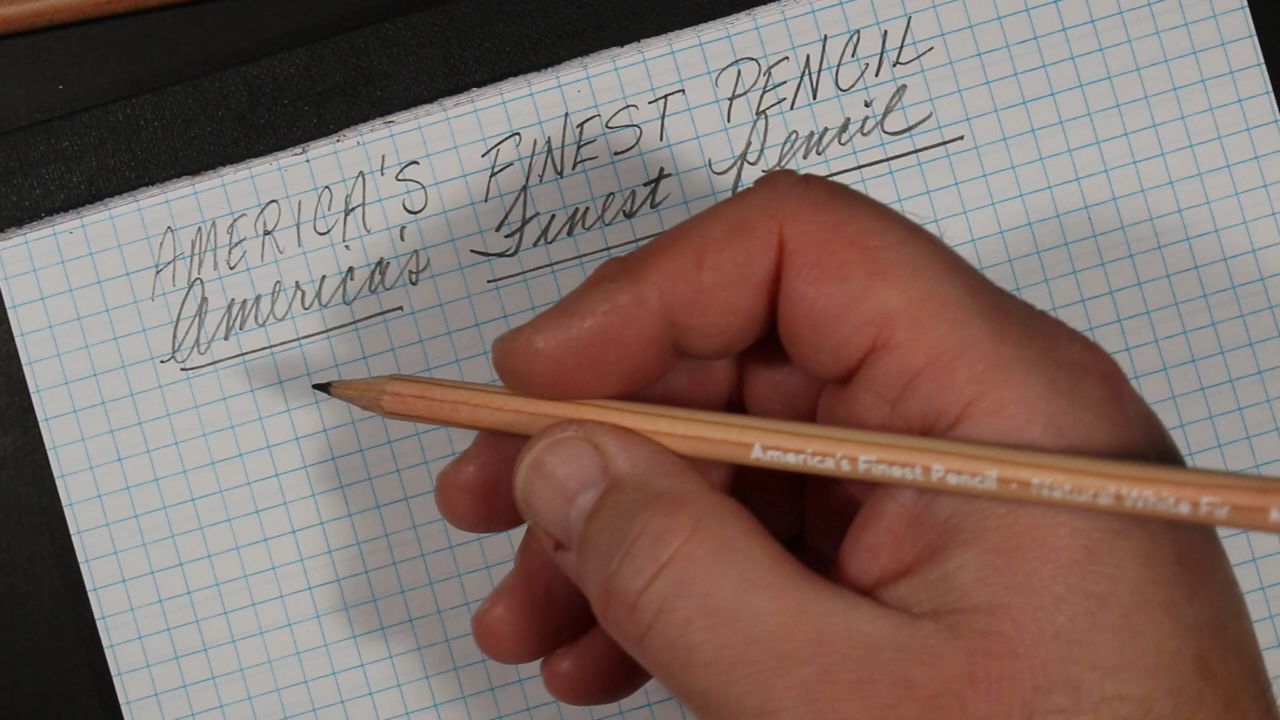 AMERICA'S FINEST PENCIL
America's Finest Pencil
America's Finest Pencil · Natural White Fir